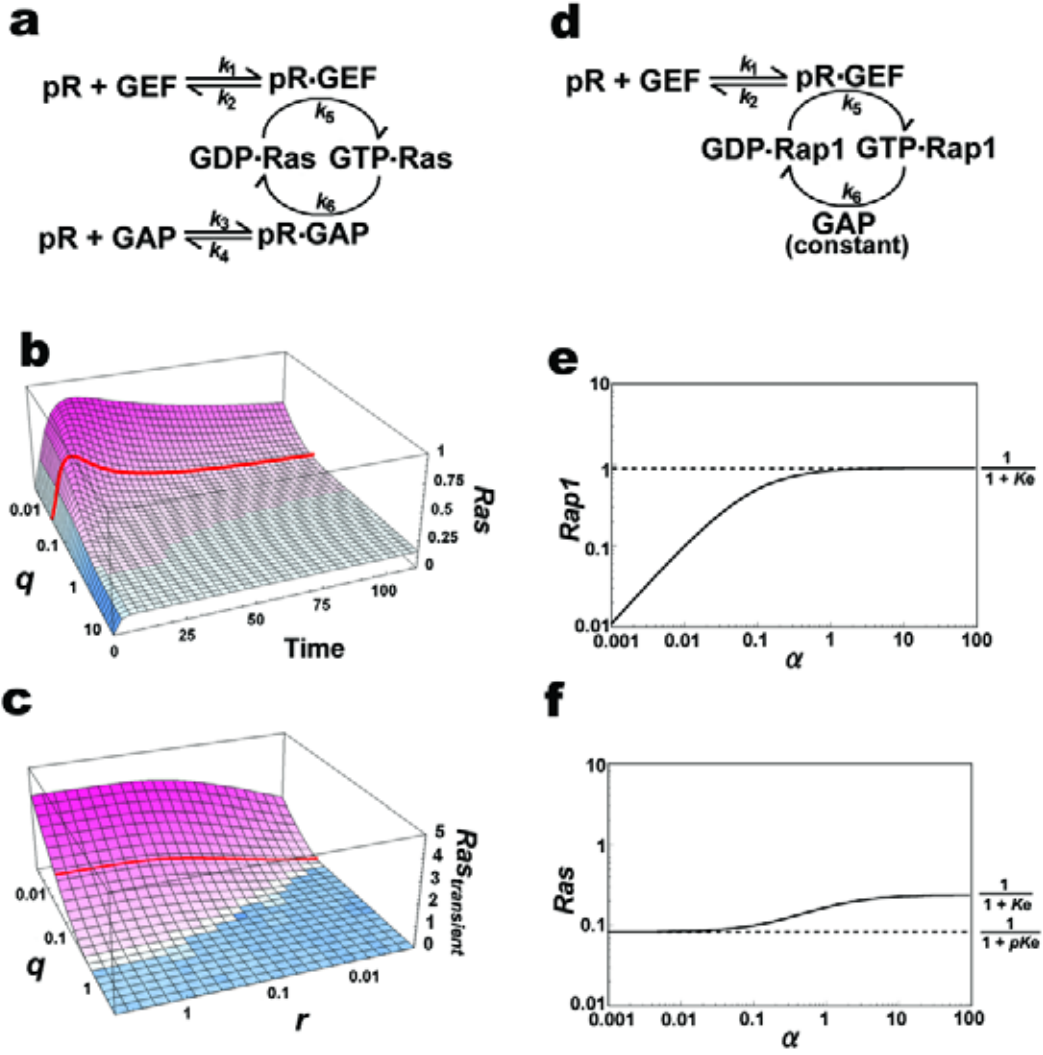 a
k1
pR + GEF pR·GEF
k2
k5
GDP·Ras GTP·Ras
k6
k3
pR + GAP pR·GAP
k4
d
k1
pR + GEF pR·GEF
k2
k5
GDP·Rap1 GTP·Rap1
k6
GAP
(constant)
b
1
0.75
0.5
0.25
0
Ras
0.01
0.1
1
10
q
0
25
50
75
100
Time
e
10
1
0.1
0.01
Rap1
0.001 0.01 0.1 1 10 100
α
1
1 + Ke
c
5
4
3
2
1
0
Ras transient
0.01
0.1
1
q
1
0.1
0.01
r
f
10
1
0.1
0.01
Ras
0.001 0.01 0.1 1 10 100
α
1
1 + Ke
1
1 + ρKe